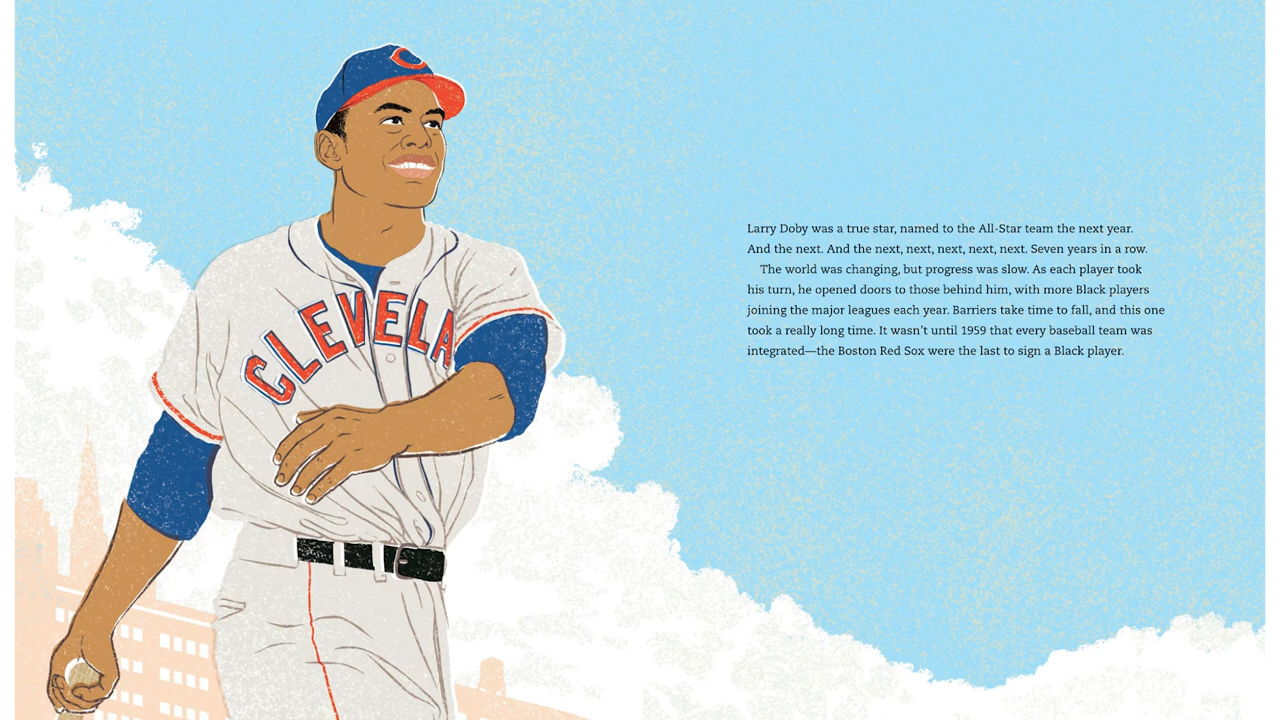 C
CLEVELA
Larry Doby was a true star, named to the All-Star team the next year.
And the next. And the next, next, next, next, next. Seven years in a row.
The world was changing, but progress was slow. As each player took
his turn, he opened doors to those behind him, with more Black players
joining the major leagues each year. Barriers take time to fall, and this one
took a really long time. It wasn’t until 1959 that every baseball team was
integrated—the Boston Red Sox were the last to sign a Black player.